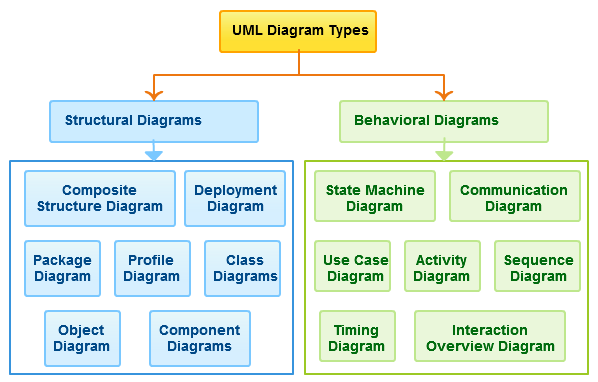 UML Diagram Types
Structural Diagrams
Behavioral Diagrams
Composite
Structure Diagram
Deployment
Diagram
Package
Diagram
Profile
Diagram
Class
Diagrams
Object
Diagram
Component
Diagrams
State Machine
Diagram
Communication
Diagram
Use Case
Diagram
Activity
Diagram
Sequence
Diagram
Timing
Diagram
Interaction
Overview Diagram